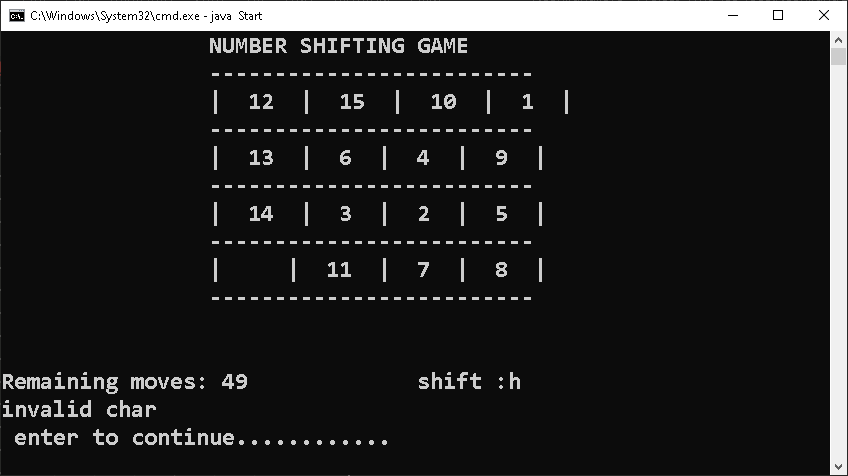 C:\Windows\System32\cmd.exe - java  Start
NUMBER SHIFTING GAME
-------------------------
|  12  |  15  |  10  |  1  |
-------------------------
|  13  |  6  |  4  |  9  |
-------------------------
|  14  |  3  |  2  |  5  |
-------------------------
|     |  11  |  7  |  8  |
-------------------------
Remaining moves: 49             shift :h
invalid char
 enter to continue............